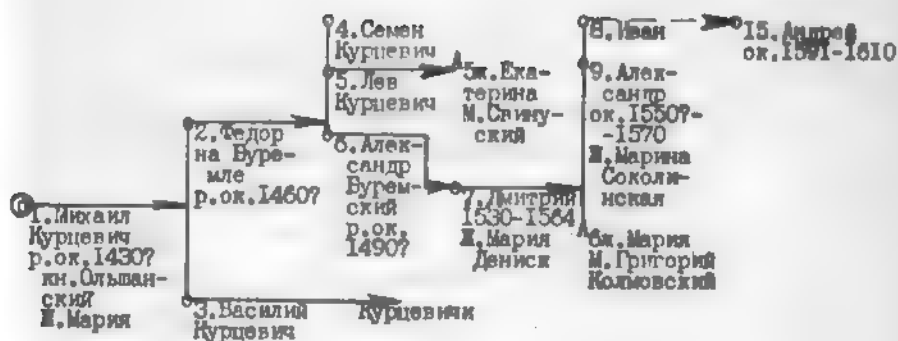 1.Михаил
Курцевич
р.ок.1430?
кн.Ольшан-
ский
Ж.Мария
2.Федор
на Буре-
мле
р.ок.1460?
3.Василий
Курцевич
Курцевичи
4.Семен
Курцевич
5.Лев
Курцевич
5ж.Ека-
терина
М.Свину-
ский
6.Алек-
сандр
Буремский
р.ок.
1490?
7.Дмитрий
1530-1564
Ж.Мария
Дениск
8.Иван
9.Алек-
сандр
ок.1550?-
-1570
Ж.Марина
Соколи-
нская
6ж.Мария
М.Григорий
Колмовский
15.Андрей
ок.1591-1610